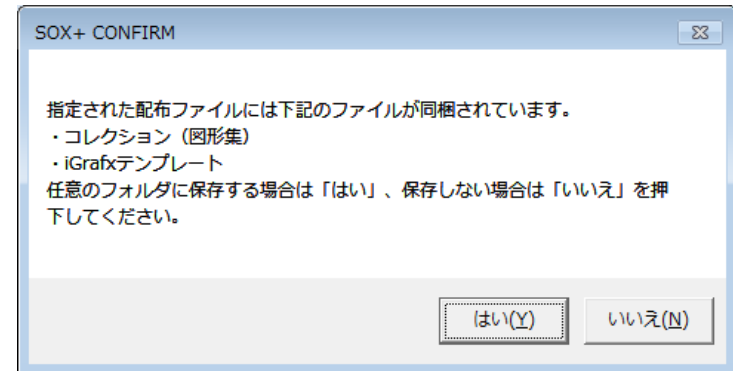 SOX+ CONFIRM
指定された配布ファイルには下記のファイルが同梱されています。
・コレクション（図形集）
・iGrafxテンプレート
任意のフォルダに保存する場合は「はい」、保存しない場合は「いいえ」を押
下してください。
はい(Y) いいえ(N)